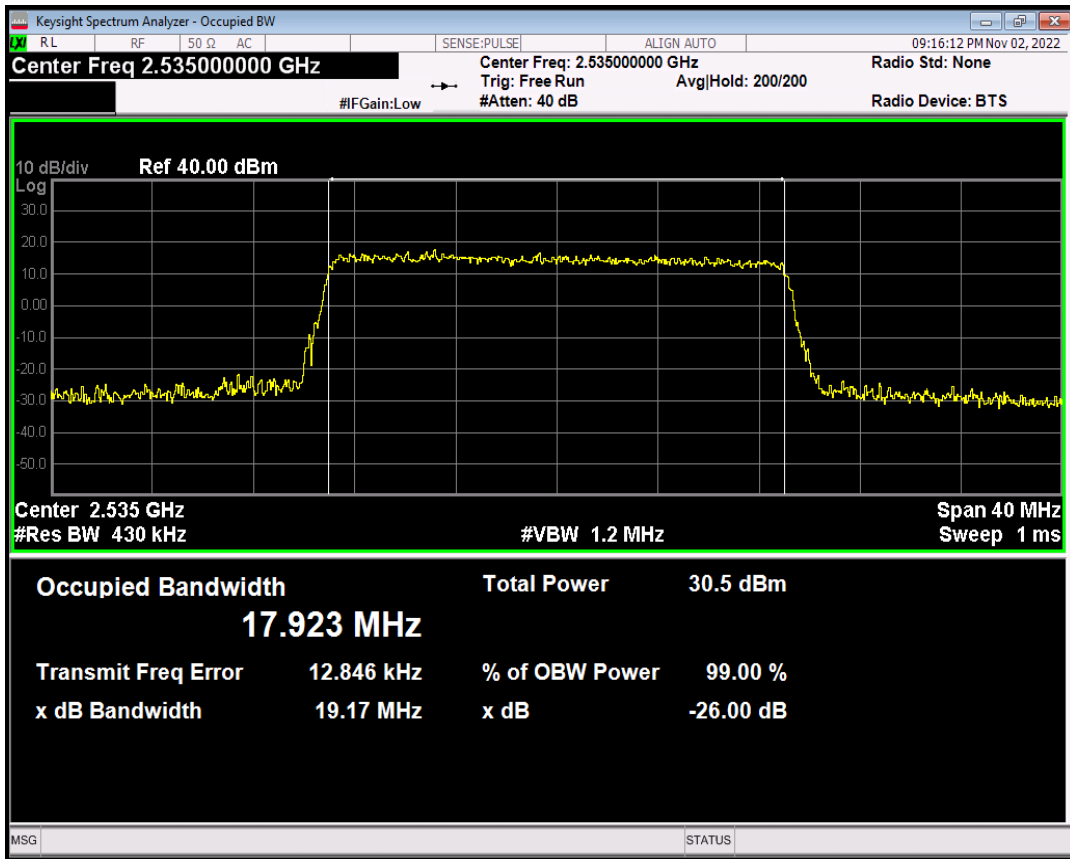 Keysight Spectrum Analyzer - Occupied BW
LXI RL RF 50 Ω AC SENSE:PULSE ALIGN AUTO 09:16:12 PM Nov 02, 2022
Center Freq 2.535000000 GHz
Center Freq: 2.535000000 GHz
Radio Std: None
Trig: Free Run Avg|Hold: 200/200
#IFGain:Low #Atten: 40 dB Radio Device: BTS
10 dB/div Ref 40.00 dBm
Log
30.0
20.0
10.0
0.00
-10.0
-20.0
-30.0
-40.0
-50.0
Center 2.535 GHz Span 40 MHz
#Res BW 430 kHz #VBW 1.2 MHz Sweep 1 ms
Occupied Bandwidth Total Power 30.5 dBm
17.923 MHz
Transmit Freq Error 12.846 kHz % of OBW Power 99.00 %
x dB Bandwidth 19.17 MHz x dB -26.00 dB
MSG STATUS